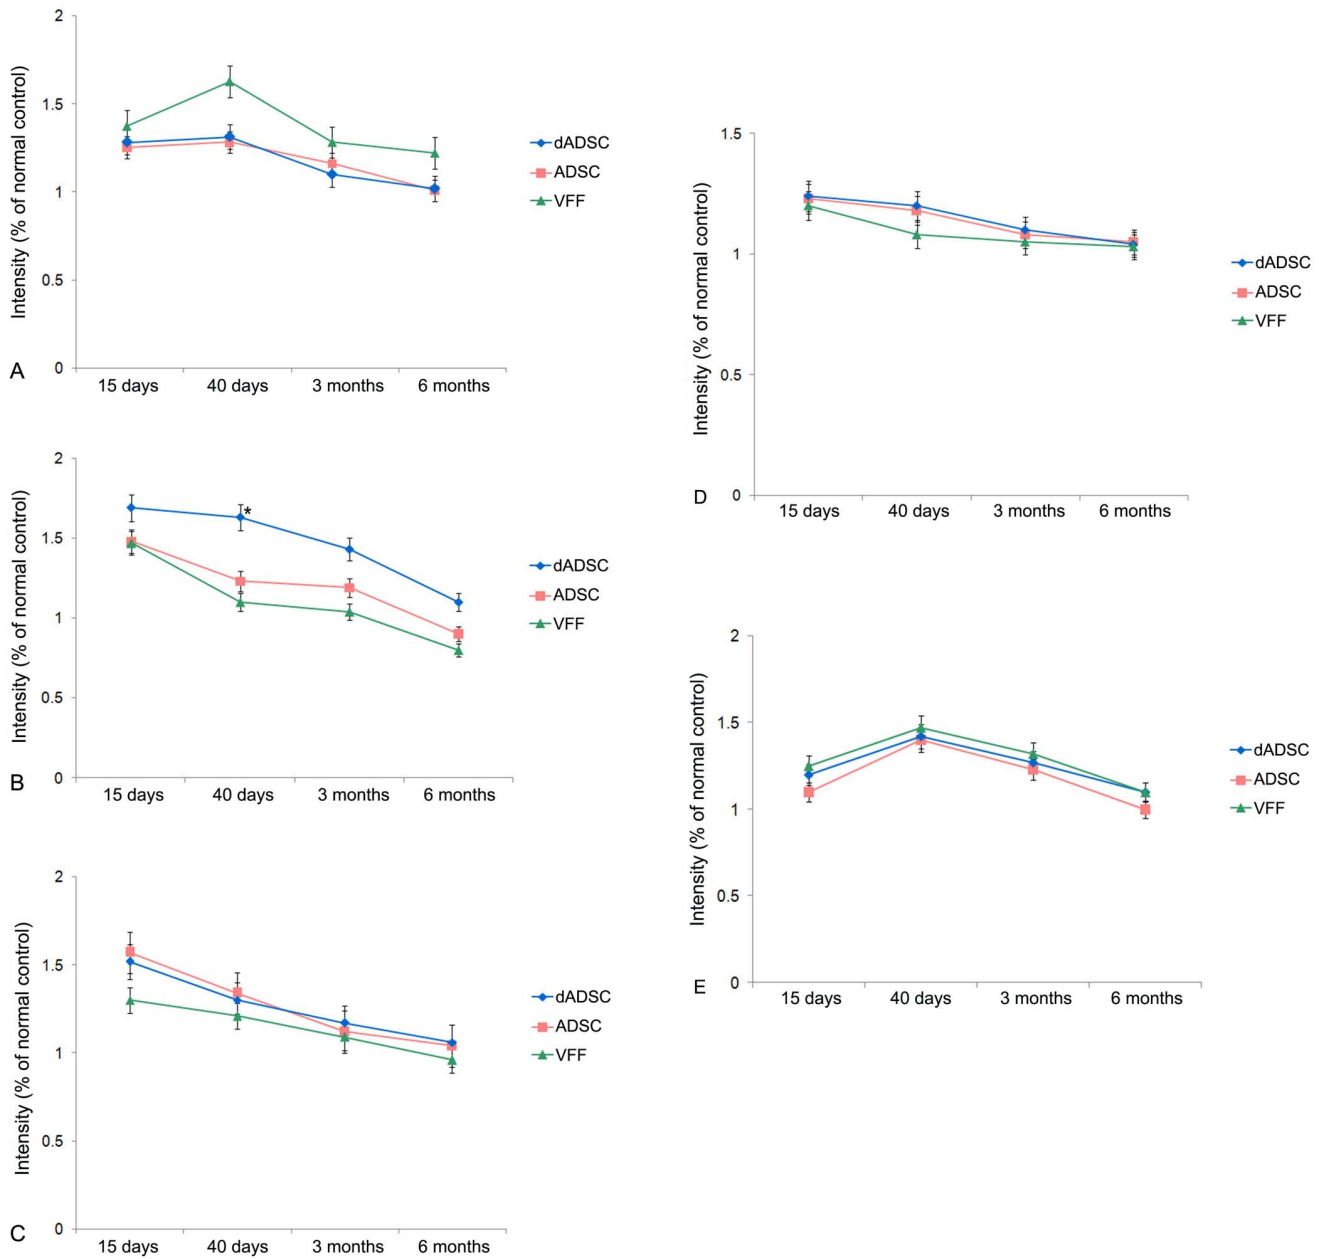 2
1.5
1
0.5
0
Intensity (% of normal control)
15 days 40 days 3 months 6 months
dADSC
ADSC
VFF
A
2
1.5
1
0.5
0
Intensity (% of normal control)
*
15 days 40 days 3 months 6 months
dADSC
ADSC
VFF
B
2
1.5
1
0.5
0
Intensity (% of normal control)
15 days 40 days 3 months 6 months
dADSC
ADSC
VFF
C
1.5
1
0.5
0
Intensity (% of normal control)
15 days 40 days 3 months 6 months
dADSC
ADSC
VFF
D
2
1.5
1
0.5
0
Intensity (% of normal control)
15 days 40 days 3 months 6 months
dADSC
ADSC
VFF
E